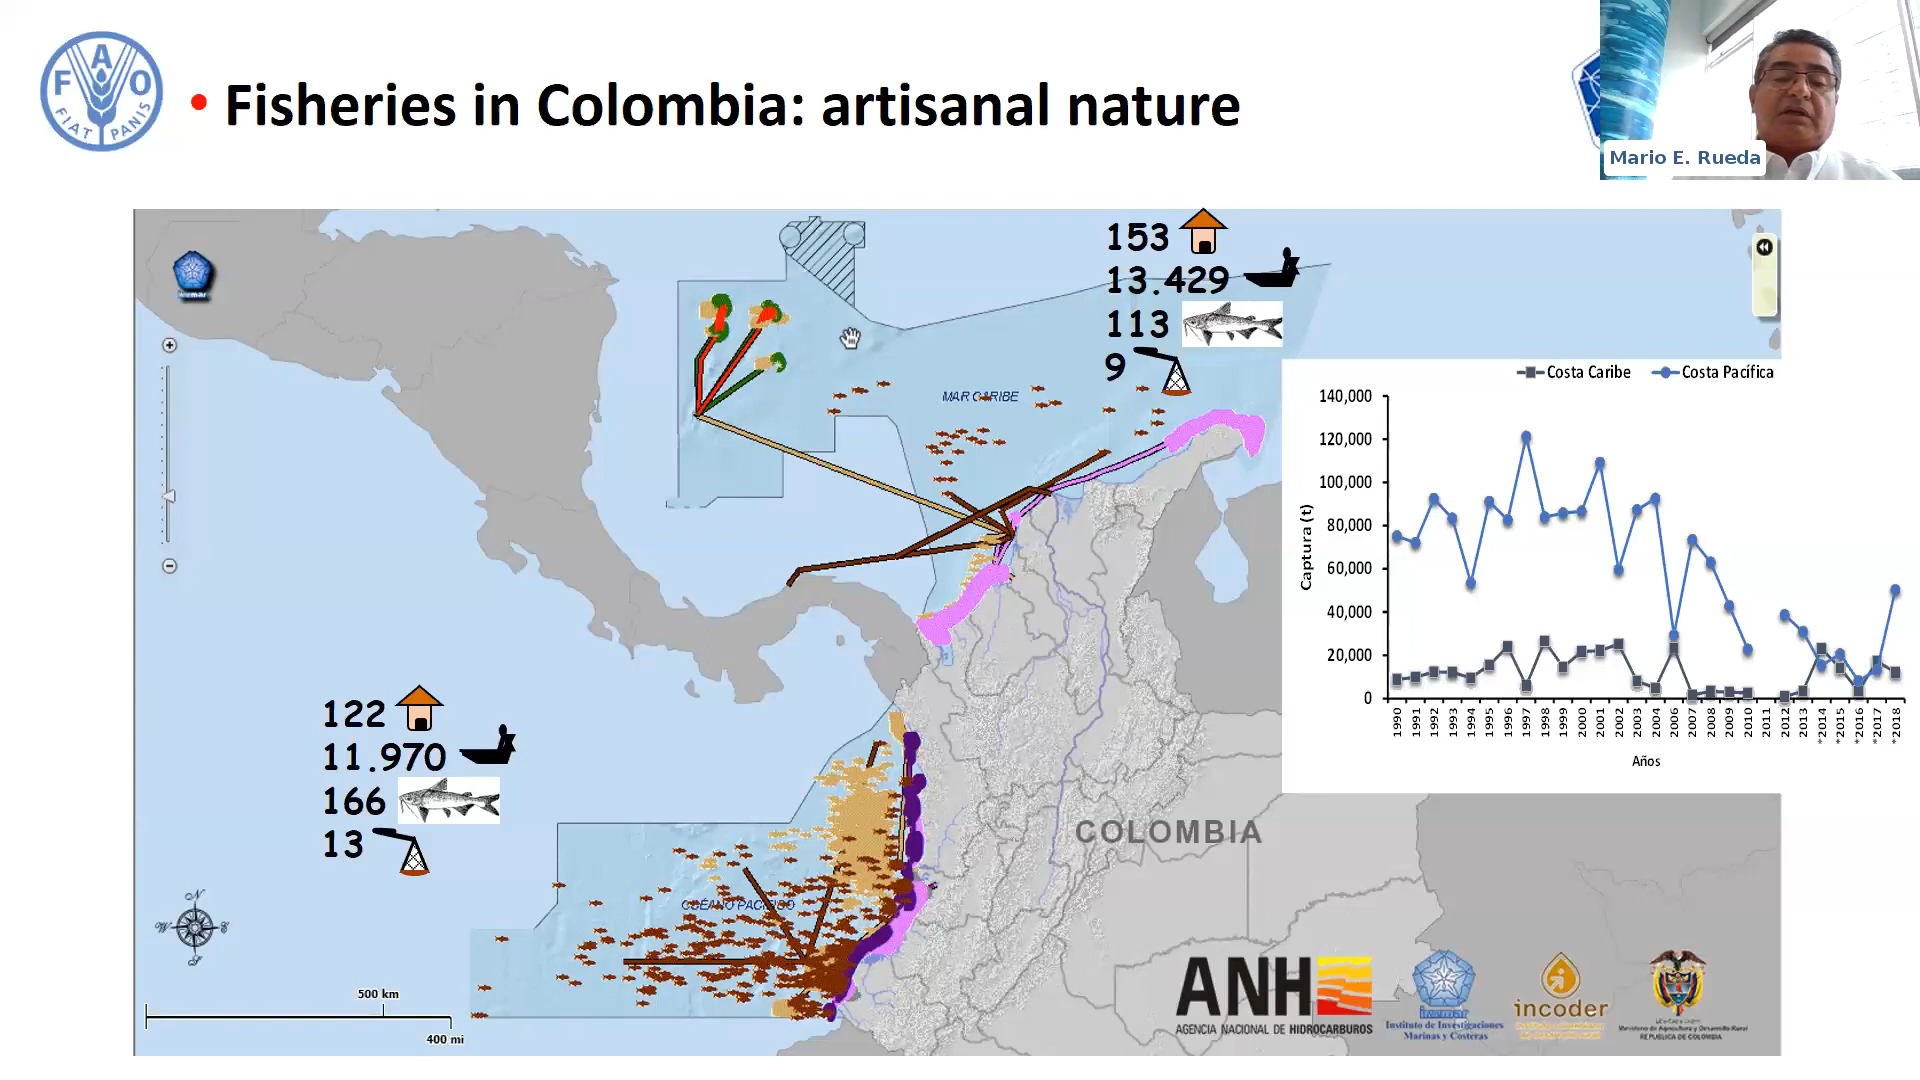 F A O
FIAT PANIS
• Fisheries in Colombia: artisanal nature
Mario E. Rueda
153
13.429
113
9
MAR CARIBE
122
11.970
166
13
OCÉANO PACÍFICO
COLOMBIA
N
W
E
S
500 km
400 mi
Costa Caribe
Costa Pacífica
Captura (t)
140,000
120,000
100,000
80,000
60,000
40,000
20,000
0
1990
1991
1992
1993
1994
1995
1996
1997
1998
1999
2000
2001
2002
2003
2004
2006
2007
2008
2009
2010
2011
2012
2013
*2014
*2015
*2016
*2017
*2018
Años
ANH
AGENCIA NACIONAL DE HIDROCARBUROS
invemar
Instituto de Investigaciones
Marinas y Costeras
incoder
Ministerio de Agricultura y Desarrollo Rural
REPUBLICA DE COLOMBIA